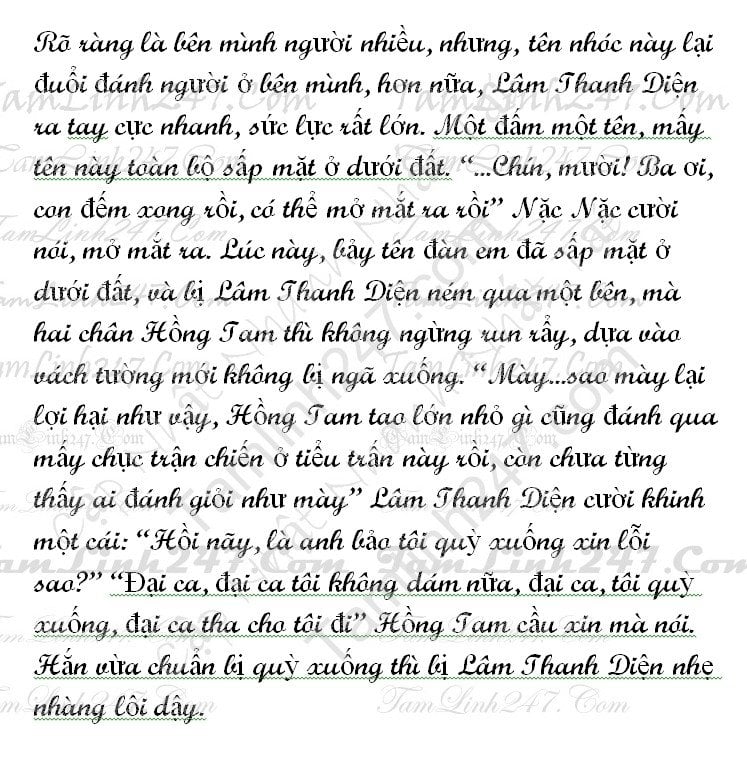 Rõ ràng là bên mình người nhiều, nhưng, tên nhóc này lại
đuổi đánh người ở bên mình, hơn nữa, Lâm Thanh Diện
ra tay cực nhanh, sức lực rất lớn. Một đấm một tên, mấy
tên này toàn bộ sấp mặt ở dưới đất. “...Chín, mười! Ba ơi,
con đếm xong rồi, có thể mở mắt ra rồi” Nặc Nặc cười
nói, mở mắt ra. Lúc này, bảy tên đàn em đã sấp mặt ở
dưới đất, và bị Lâm Thanh Diện ném qua một bên, mà
hai chân Hồng Tam thì không ngừng run rẩy, dựa vào
vách tường mới không bị ngã xuống. “Mày...sao mày lại
lợi hại như vậy, Hồng Tam tao lớn nhỏ gì cũng đánh qua
mấy chục trận chiến ở tiểu trấn này rồi, còn chưa từng
thấy ai đánh giỏi như mày” Lâm Thanh Diện cười khinh
một cái: “Hồi nãy, là anh bảo tôi quỳ xuống xin lỗi
sao?” “Đại ca, đại ca tôi không dám nữa, đại ca, tôi quỳ
xuống, đại ca tha cho tôi đi” Hồng Tam cầu xin mà nói.
Hắn vừa chuẩn bị quỳ xuống thì bị Lâm Thanh Diện nhẹ
nhàng lôi dậy.
TamLinh247.Com
Tamlinh247.com